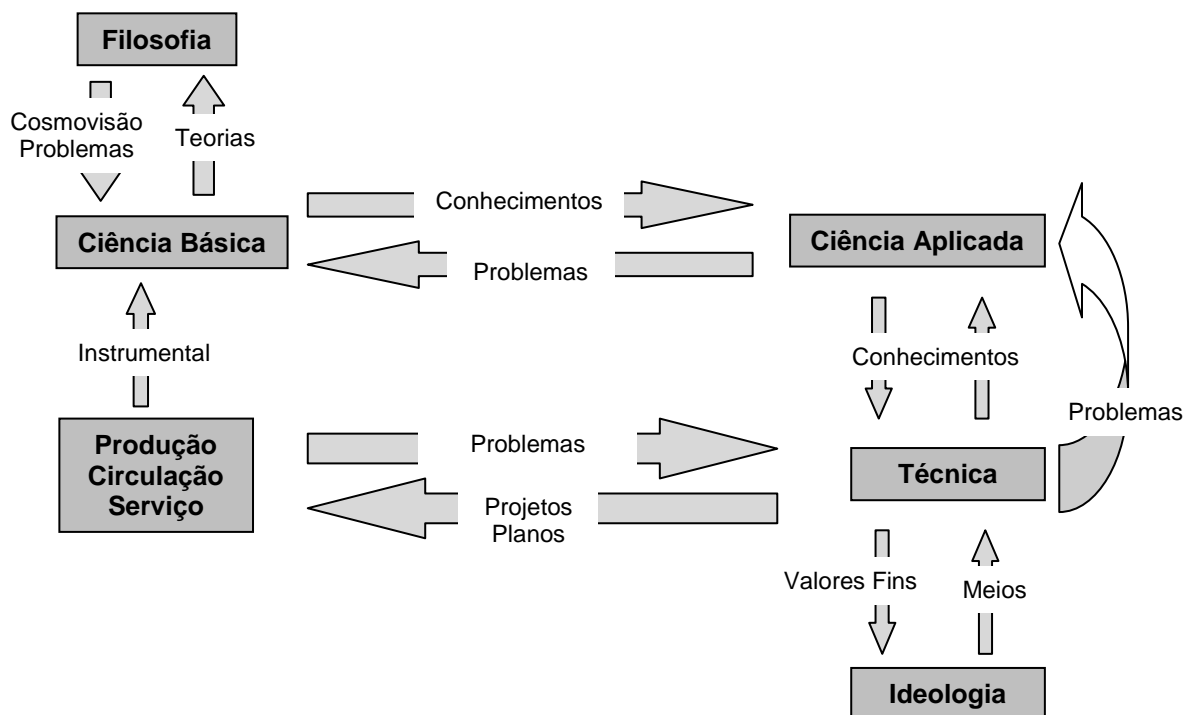 Filosofia
Cosmovisão
Problemas
Teorias
Conhecimentos
Ciência Básica
Ciência Aplicada
Problemas
Instrumental
Conhecimentos
Problemas
Produção
Circulação
Serviço
Problemas
Técnica
Projetos
Planos
Valores Fins
Meios
Ideologia